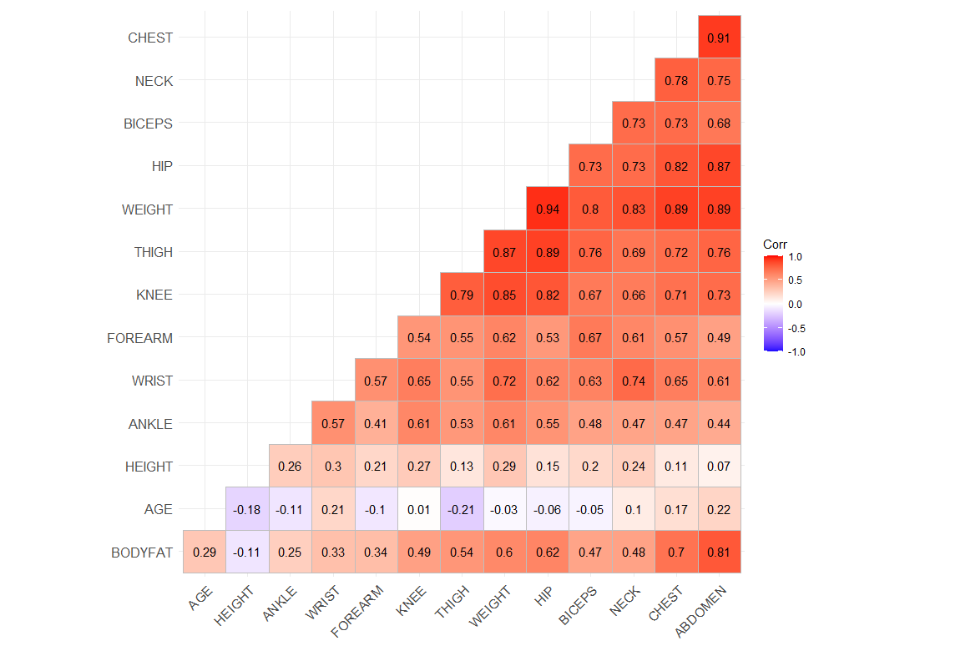 CHEST 0.91
NECK 0.78 0.75
BICEPS 0.73 0.73 0.68
HIP 0.73 0.73 0.82 0.87
WEIGHT 0.94 0.8 0.83 0.89 0.89
THIGH 0.87 0.89 0.76 0.69 0.72 0.76
KNEE 0.79 0.85 0.82 0.67 0.66 0.71 0.73
FOREARM 0.54 0.55 0.62 0.53 0.67 0.61 0.57 0.49
WRIST 0.57 0.65 0.55 0.72 0.62 0.63 0.74 0.65 0.61
ANKLE 0.57 0.41 0.61 0.53 0.61 0.55 0.48 0.47 0.47 0.44
HEIGHT 0.26 0.3 0.21 0.27 0.13 0.29 0.15 0.2 0.24 0.11 0.07
AGE -0.18 -0.11 0.21 -0.1 0.01 -0.21 -0.03 -0.06 -0.05 0.1 0.17 0.22
BODYFAT 0.29 -0.11 0.25 0.33 0.34 0.49 0.54 0.6 0.62 0.47 0.48 0.7 0.81
AGE HEIGHT ANKLE WRIST FOREARM KNEE THIGH WEIGHT HIP BICEPS NECK CHEST ABDOMEN
Corr
1.0
0.5
0.0
-0.5
-1.0